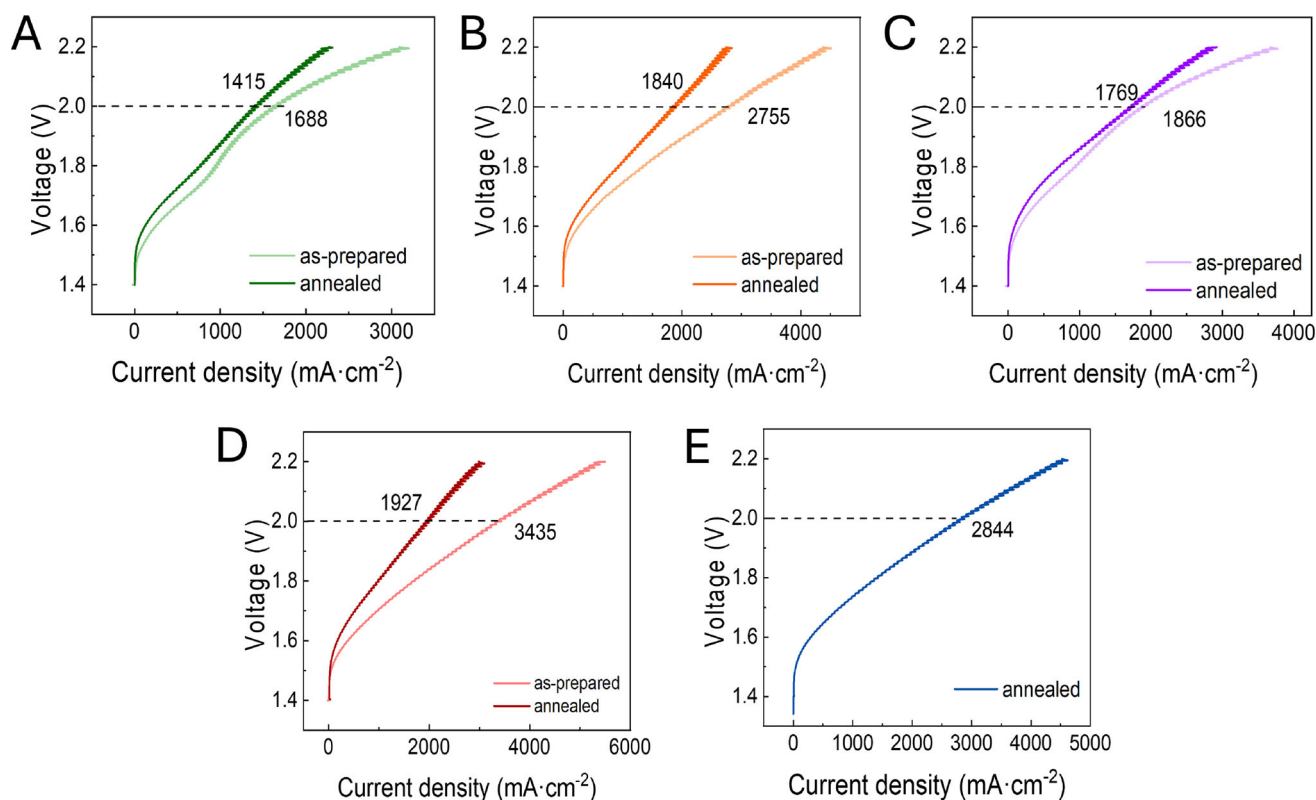 A
Voltage (V)
2.2
2.0
1.8
1.6
1.4
1415
1688
as-prepared
annealed
0
1000
2000
3000
Current density (mA·cm⁻²)
B
Voltage (V)
2.2
2.0
1.8
1.6
1.4
1840
2755
as-prepared
annealed
0
2000
4000
Current density (mA·cm⁻²)
C
Voltage (V)
2.2
2.0
1.8
1.6
1.4
1769
1866
as-prepared
annealed
0
1000
2000
3000
4000
Current density (mA·cm⁻²)
D
Voltage (V)
2.2
2.0
1.8
1.6
1.4
1927
3435
as-prepared
annealed
0
2000
4000
6000
Current density (mA·cm⁻²)
E
Voltage (V)
2.2
2.0
1.8
1.6
1.4
2844
annealed
0
1000
2000
3000
4000
5000
Current density (mA·cm⁻²)